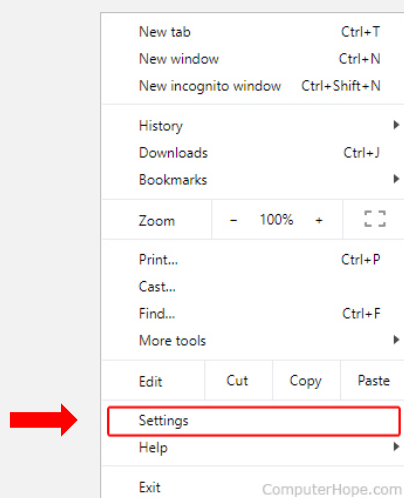 New tab Ctrl+T
New window Ctrl+N
New incognito window Ctrl+Shift+N
History
Downloads Ctrl+J
Bookmarks
Zoom - 100% +
Print... Ctrl+P
Cast...
Find... Ctrl+F
More tools
Edit Cut Copy Paste
Settings
Help
Exit
ComputerHope.com